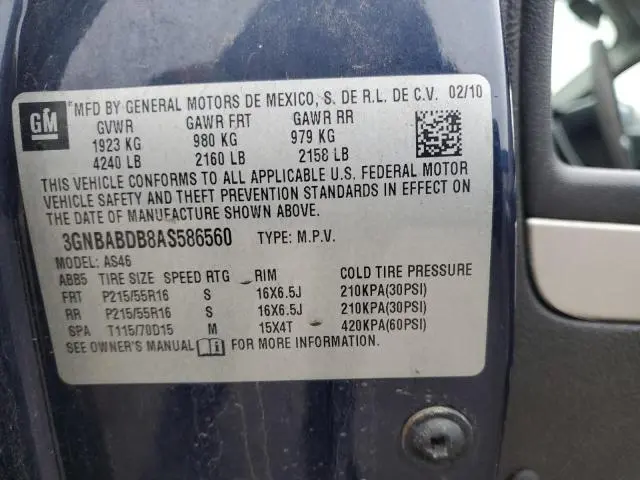 GM
*MFD BY GENERAL MOTORS DE MEXICO, S. DE R.L. DE C.V. 02/10
GVWR GAWR FRT GAWR RR
1923 KG 980 KG 979 KG
4240 LB 2160 LB 2158 LB
THIS VEHICLE CONFORMS TO ALL APPLICABLE U.S. FEDERAL MOTOR
VEHICLE SAFETY AND THEFT PREVENTION STANDARDS IN EFFECT ON
THE DATE OF MANUFACTURE SHOWN ABOVE.
3GNBABDB8AS586560 TYPE: M.P.V.
MODEL: AS46
ABB5 TIRE SIZE SPEED RTG RIM COLD TIRE PRESSURE
FRT P215/55R16 S 16X6.5J 210KPA(30PSI)
RR P215/55R16 S 16X6.5J 210KPA(30PSI)
SPA T115/70D15 M 15X4T 420KPA(60PSI)
SEE OWNER'S MANUAL FOR MORE INFORMATION.